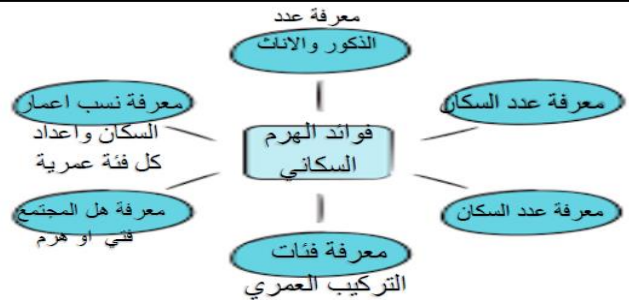 معرفة عدد
الذكور والاناث
معرفة عدد السكان
معرفة نسب اعمار
السكان واعداد
كل فئة عمرية
فوائد الهرم
السكاني
معرفة عدد السكان
معرفة هل المجتمع
فتي او هرم
معرفة فئات
التركيب العمري